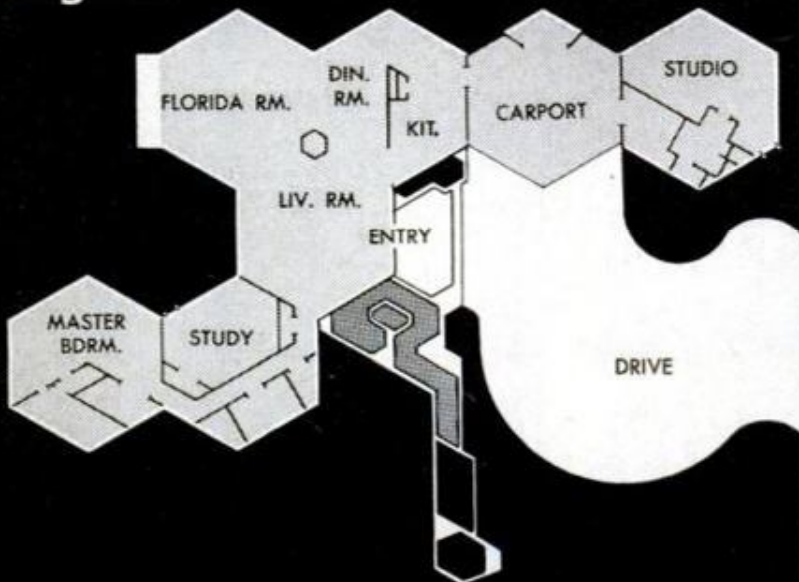 FLORIDA RM.
DIN.
RM.
KIT.
CARPORT
STUDIO
LIV. RM.
ENTRY
MASTER
BDRM.
STUDY
DRIVE